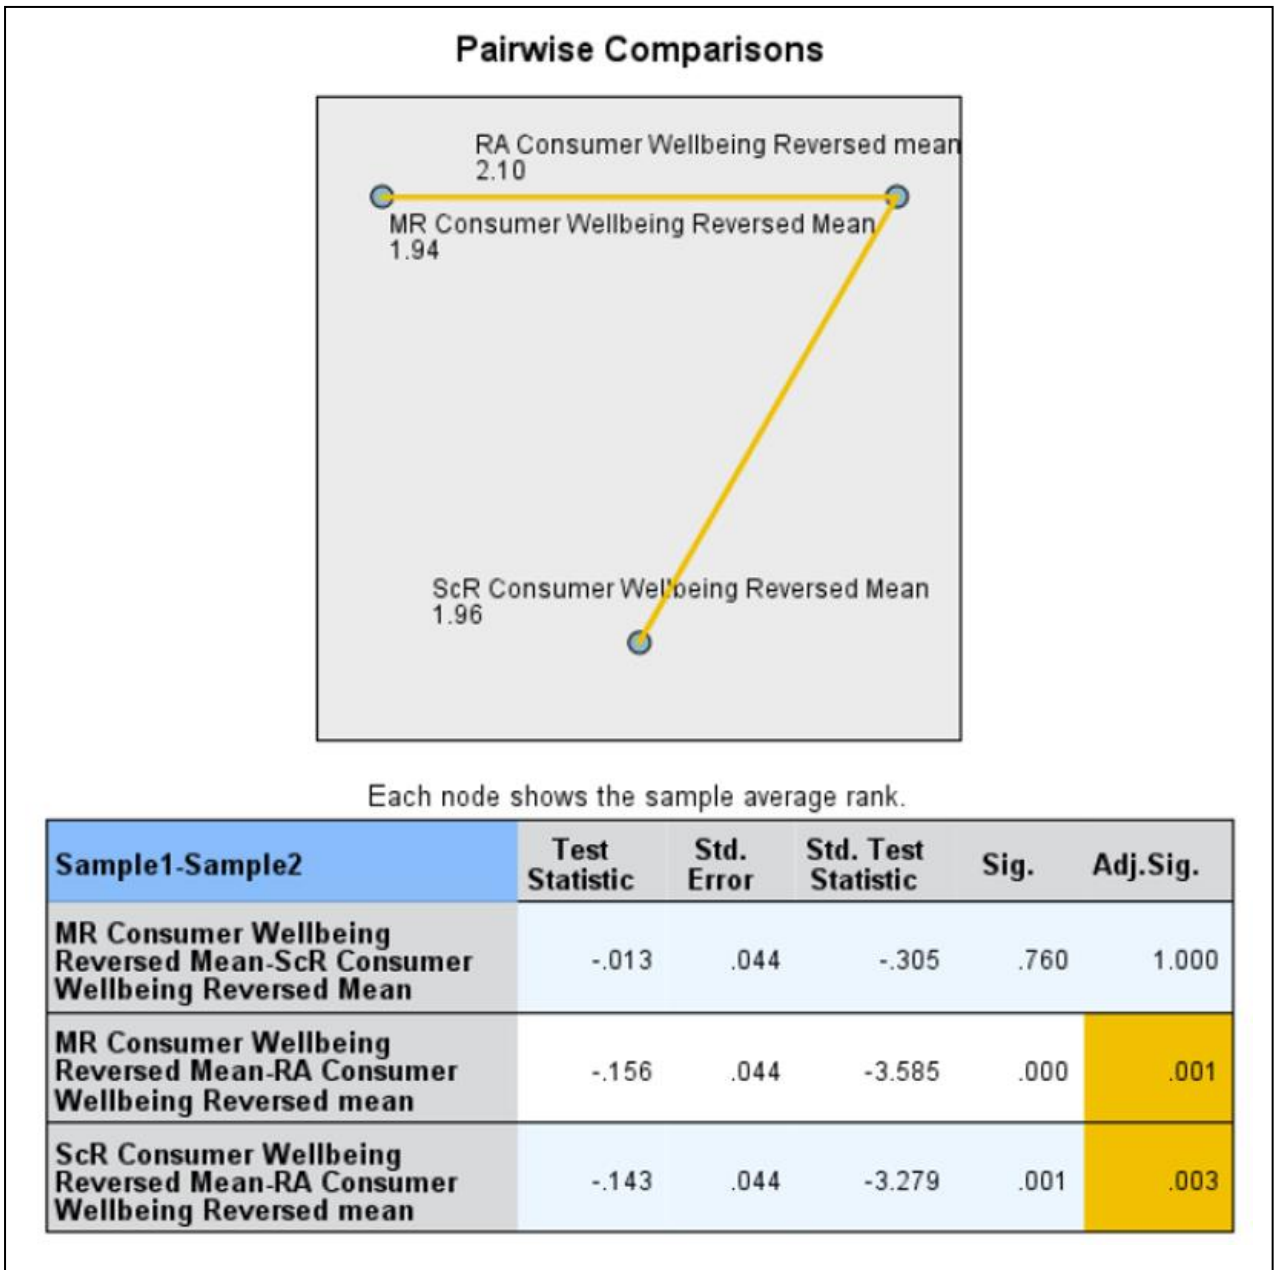 Pairwise Comparisons
RA Consumer Wellbeing Reversed mean
2.10
MR Consumer Wellbeing Reversed Mean
1.94
ScR Consumer Wellbeing Reversed Mean
1.96
Each node shows the sample average rank.
Sample1-Sample2 Test Statistic Std. Error Std. Test Statistic Sig. Adj.Sig.
MR Consumer Wellbeing
Reversed Mean-ScR Consumer
Wellbeing Reversed Mean
-.013 .044 -.305 .760 1.000
MR Consumer Wellbeing
Reversed Mean-RA Consumer
Wellbeing Reversed mean
-.156 .044 -3.585 .000 .001
ScR Consumer Wellbeing
Reversed Mean-RA Consumer
Wellbeing Reversed mean
-.143 .044 -3.279 .001 .003